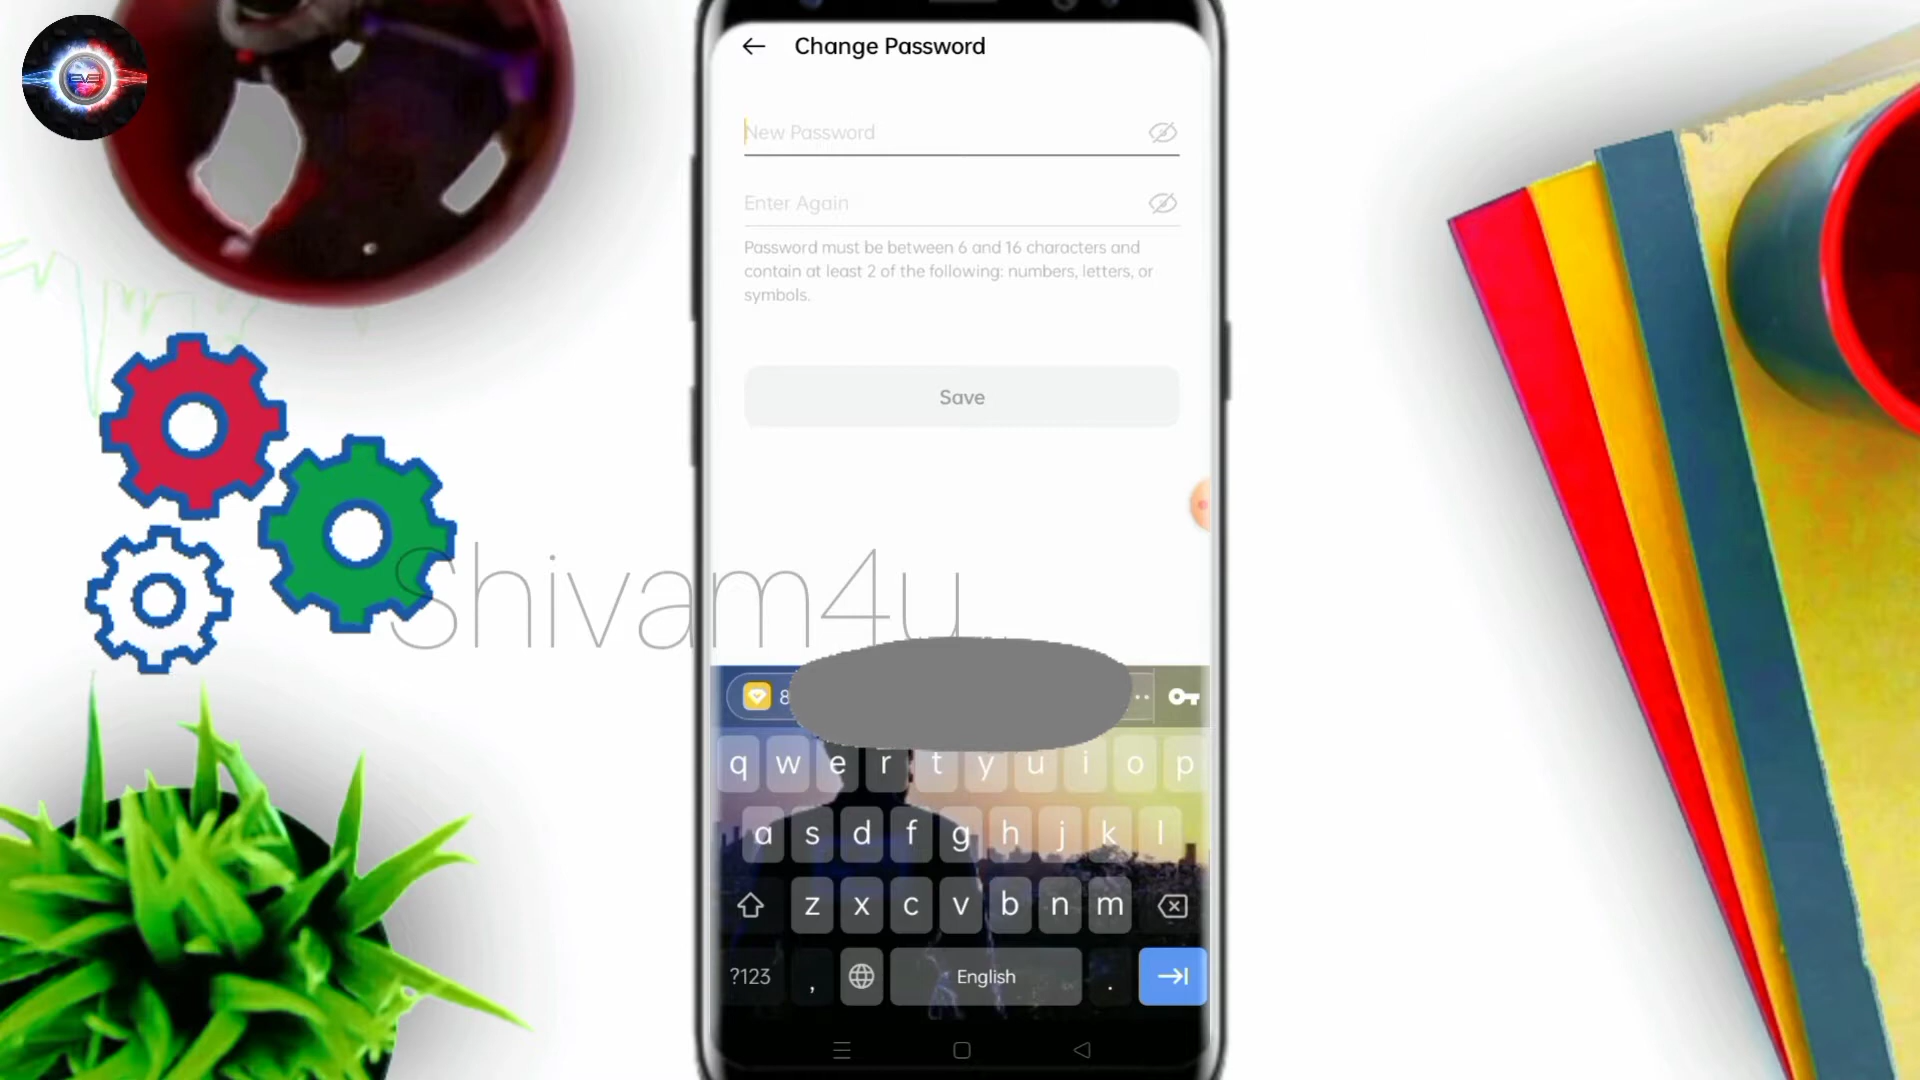 Change Password
New Password
Enter Again
Password must be between 6 and 16 characters and
contain at least 2 of the following: numbers, letters, or
symbols.
Save
Shivam4u
8
q w e r t y u i o p
a s d f g h j k l
z x c v b n m
?123 , English .